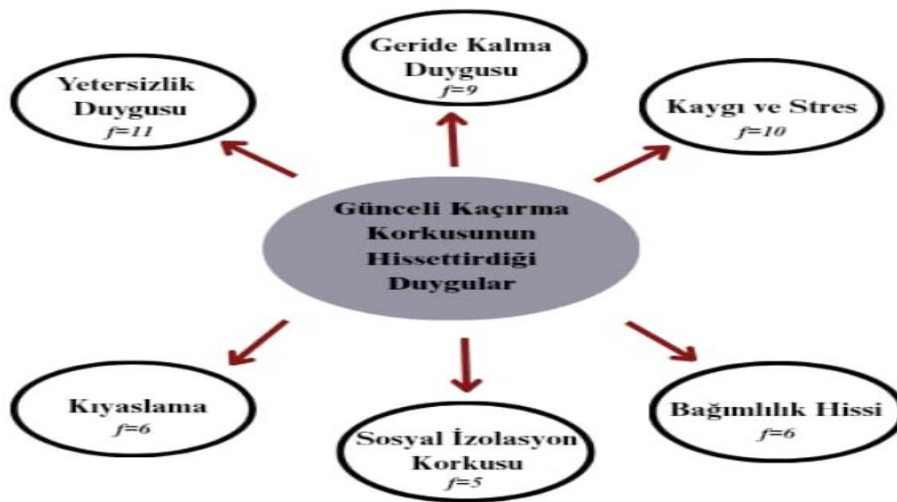 Geride Kalma
Duygusu
f=9
Yetersizlik
Duygusu
f=11
Kaygı ve Stres
f=10
Günceli Kaçırma
Korkusunun
Hissettirdiği
Duygular
Kıyaslama
f=6
Sosyal İzolasyon
Korkusu
f=5
Bağımlılık Hissi
f=6